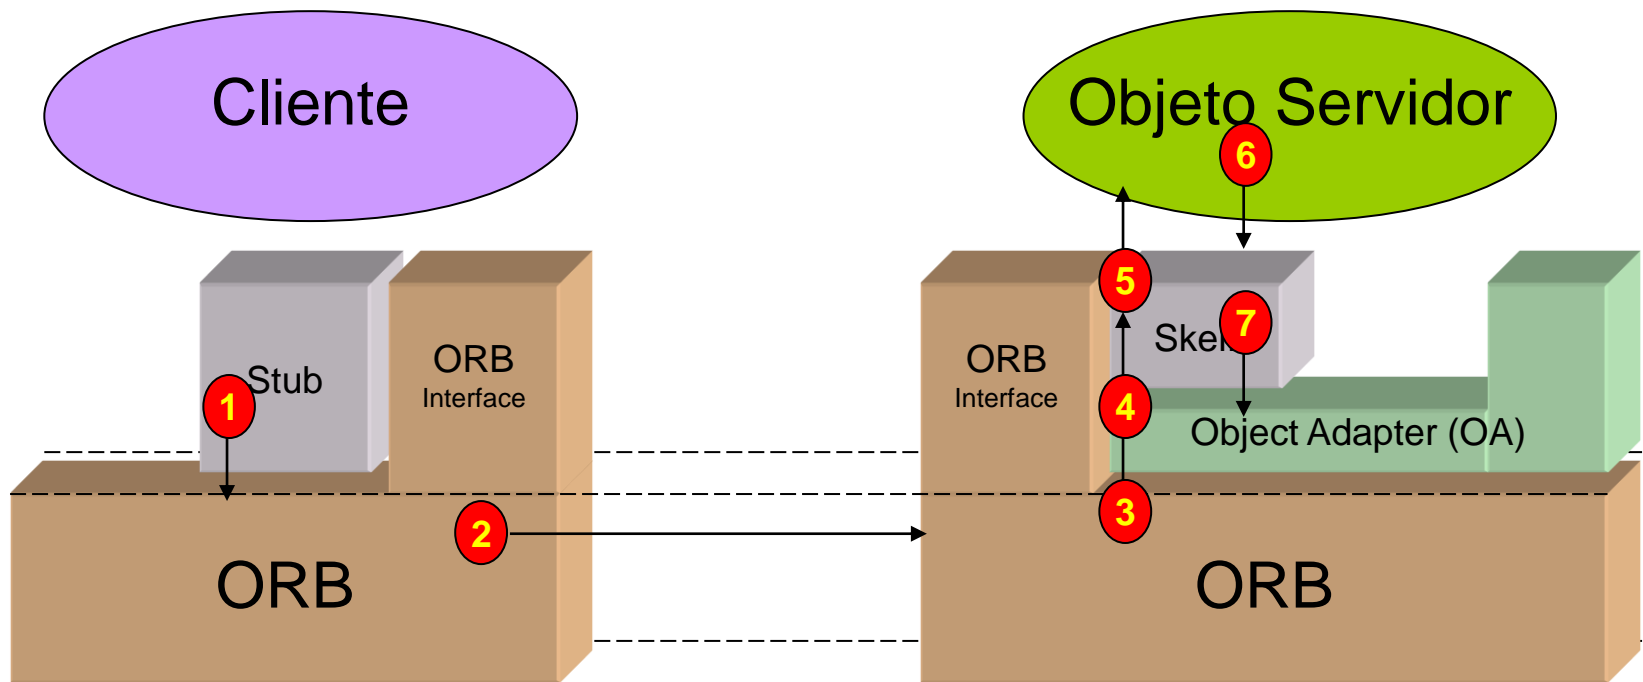 Cliente
Objeto Servidor
6
5
7
ORB
Interface
Stub
1
ORB
Interface
4
Object Adapter (OA)
2
3
ORB
ORB